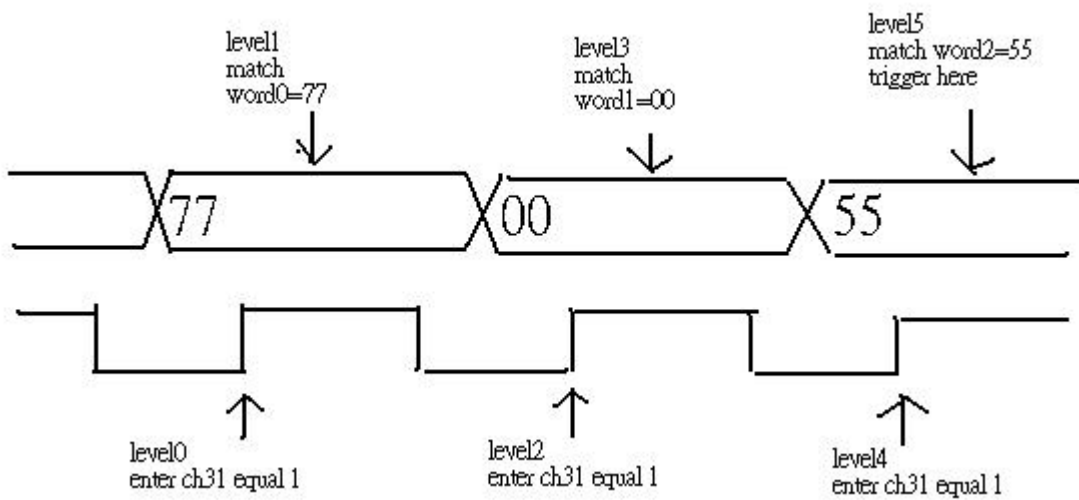 level1
match
word0=77
level3
match
word1=00
level5
match word2=55
trigger here
77
00
55
level0
enter ch31 equal 1
level2
enter ch31 equal 1
level4
enter ch31 equal 1